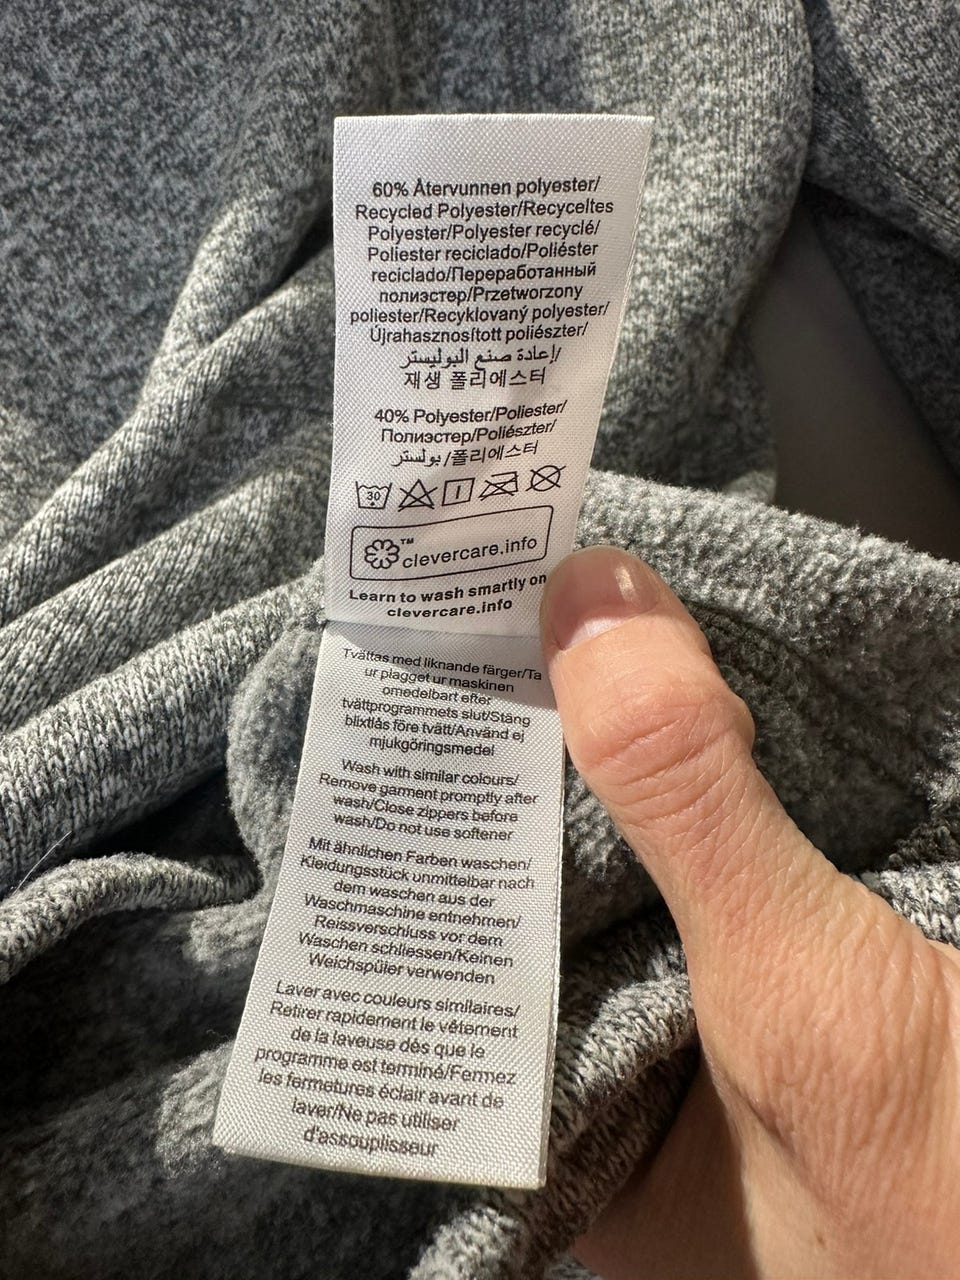 60% Återvunnen polyester/
Recycled Polyester/Recyceltes
Polyester/Polyester recyclé/
Poliester reciclado/Poliéster
reciclado/Переработанный
полиэстер/Przetworzony
poliester/Recyklovaný polyester/
Újrahasznosított poliészter/
إعادة صنع البوليستر/
재생 폴리에스터
40% Polyester/Poliester/
Полиэстер/Poliészter/
بولستر/폴리에스터
30
TM
clevercare.info
Learn to wash smartly on
clevercare.info
Tvättas med liknande färger/Ta
ur plagget ur maskinen
omedelbart efter
tvättprogrammets slut/Stäng
blixtlås före tvätt/Använd ej
mjukgöringsmedel
Wash with similar colours/
Remove garment promptly after
wash/Close zippers before
wash/Do not use softener
Mit ähnlichen Farben waschen/
Kleidungsstück unmittelbar nach
dem waschen aus der
Waschmaschine entnehmen/
Reissverschluss vor dem
Waschen schliessen/Keinen
Weichspüler verwenden
Laver avec couleurs similaires/
Retirer rapidement le vêtement
de la laveuse dès que le
programme est terminé/Fermez
les fermetures éclair avant de
laver/Ne pas utiliser
d'assouplisseur